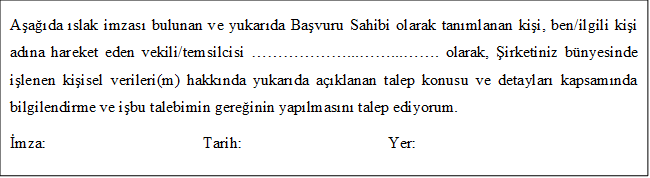 Aşağıda ıslak imzası bulunan ve yukarıda Başvuru Sahibi olarak tanımlanan kişi, ben/ilgili kişi
adına hareket eden vekili/temsilcisi ………………...……...……. olarak, Şirketiniz bünyesinde
işlenen kişisel verileri(m) hakkında yukarıda açıklanan talep konusu ve detayları kapsamında
bilgilendirme ve işbu talebimin gereğinin yapılmasını talep ediyorum.
İmza: Tarih: Yer: